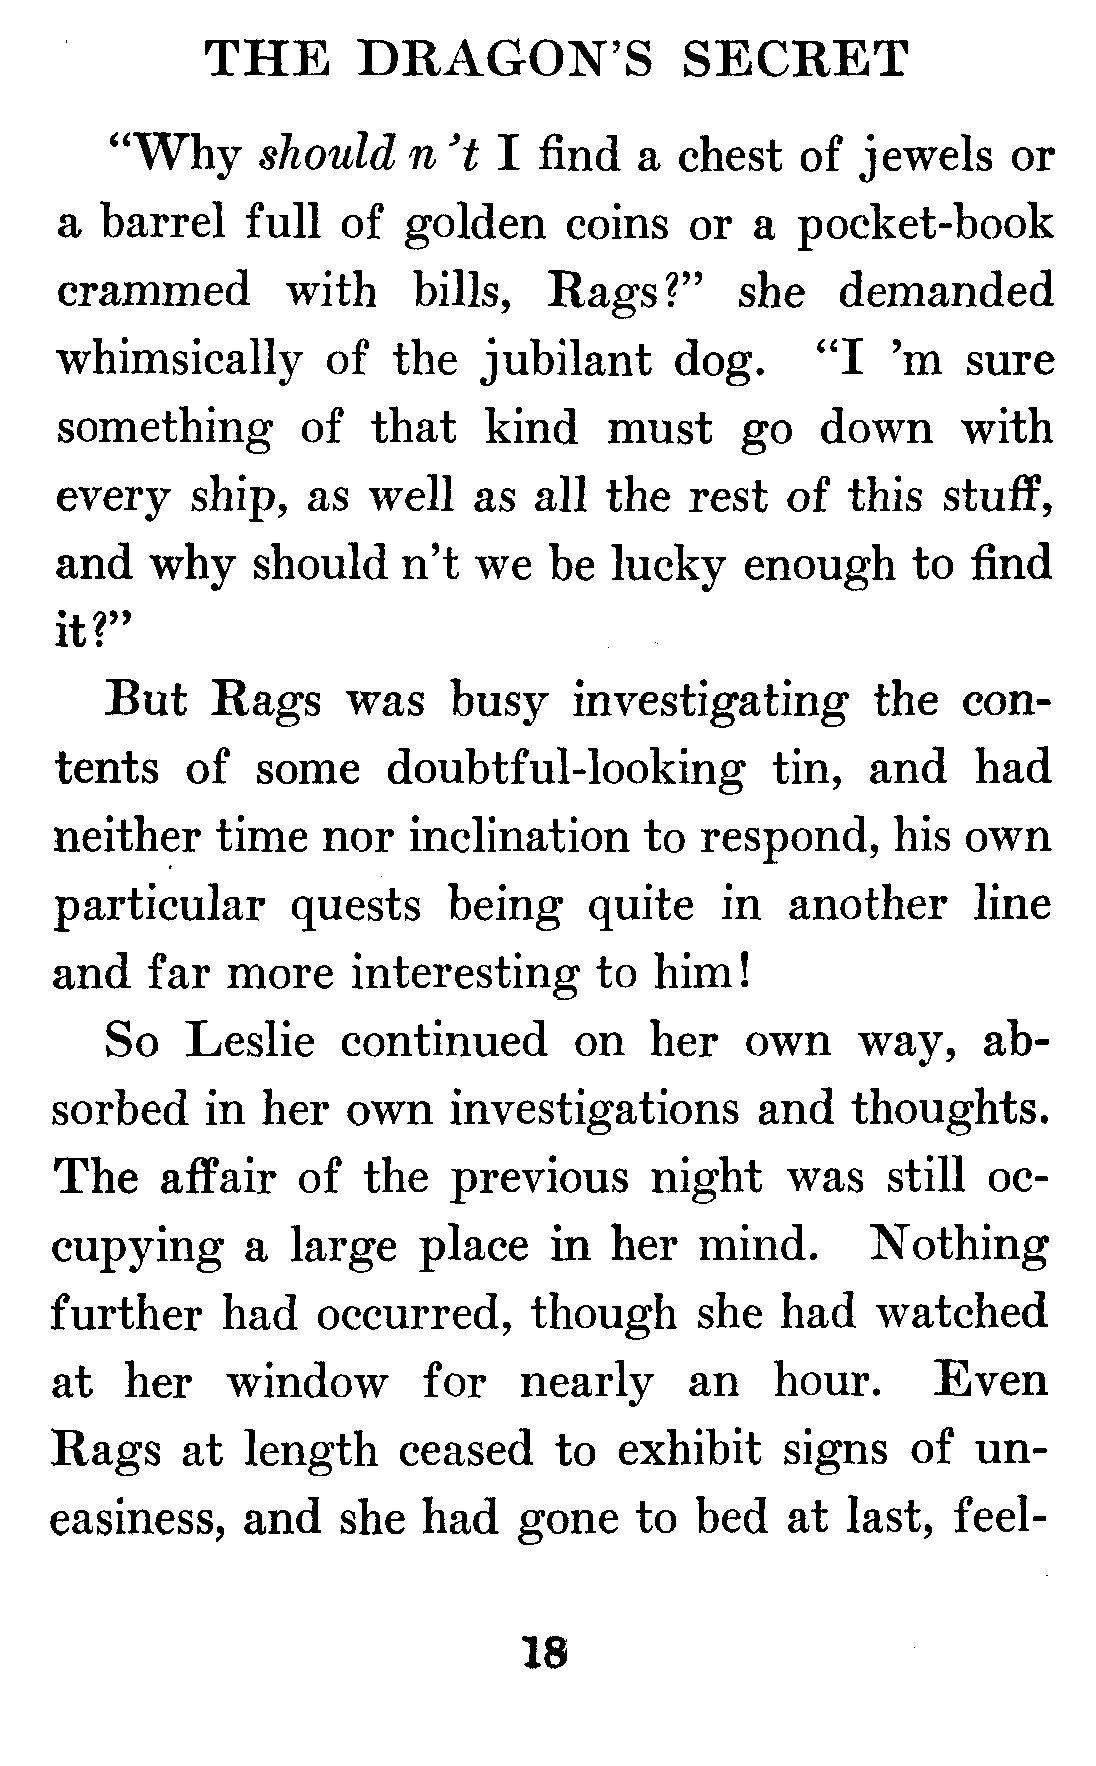 THE DRAGON'S SECRET
“Why should n't I find a chest of jewels or
a barrel full of golden coins or a pocket-book
crammed with bills, Rags?” she demanded
whimsically of the jubilant dog. “I 'm sure
something of that kind must go down with
every ship, as well as all the rest of this stuff,
and why should n't we be lucky enough to find
it?”
But Rags was busy investigating the con-
tents of some doubtful-looking tin, and had
neither time nor inclination to respond, his own
particular quests being quite in another line
and far more interesting to him!
So Leslie continued on her own way, ab-
sorbed in her own investigations and thoughts.
The affair of the previous night was still oc-
cupying a large place in her mind. Nothing
further had occurred, though she had watched
at her window for nearly an hour. Even
Rags at length ceased to exhibit signs of un-
easiness, and she had gone to bed at last, feel-
18